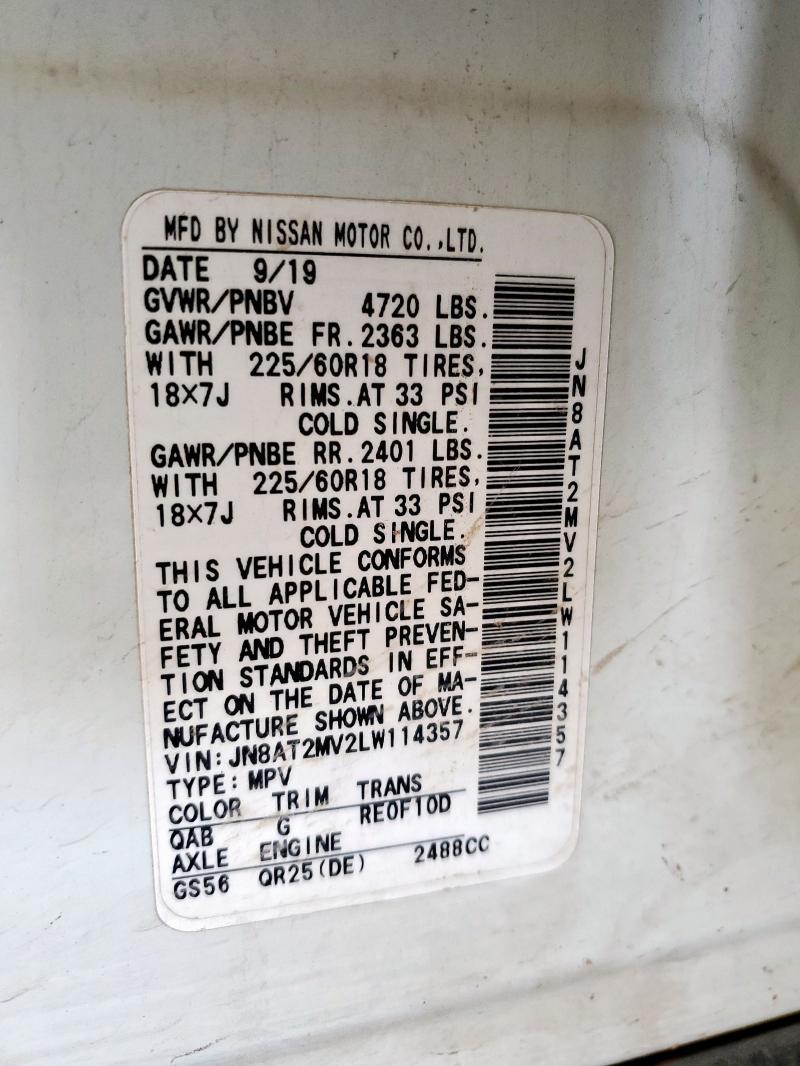 MFD BY NISSAN MOTOR CO.,LTD.
DATE 9/19
GVWR/PNBV 4720 LBS.
GAWR/PNBE FR.2363 LBS.
WITH 225/60R18 TIRES,
18×7J RIMS.AT 33 PSI
COLD SINGLE.
GAWR/PNBE RR.2401 LBS.
WITH 225/60R18 TIRES,
18×7J RIMS.AT 33 PSI
COLD SINGLE.
THIS VEHICLE CONFORMS
TO ALL APPLICABLE FED-
ERAL MOTOR VEHICLE SA-
FETY AND THEFT PREVEN-
TION STANDARDS IN EFF-
ECT ON THE DATE OF MA-
NUFACTURE SHOWN ABOVE.
VIN:JN8AT2MV2LW114357
TYPE:MPV
COLOR TRIM TRANS
QAB G RE0F10D
AXLE ENGINE
GS56 QR25(DE) 2488CC
JN8AT2MV2LW114357